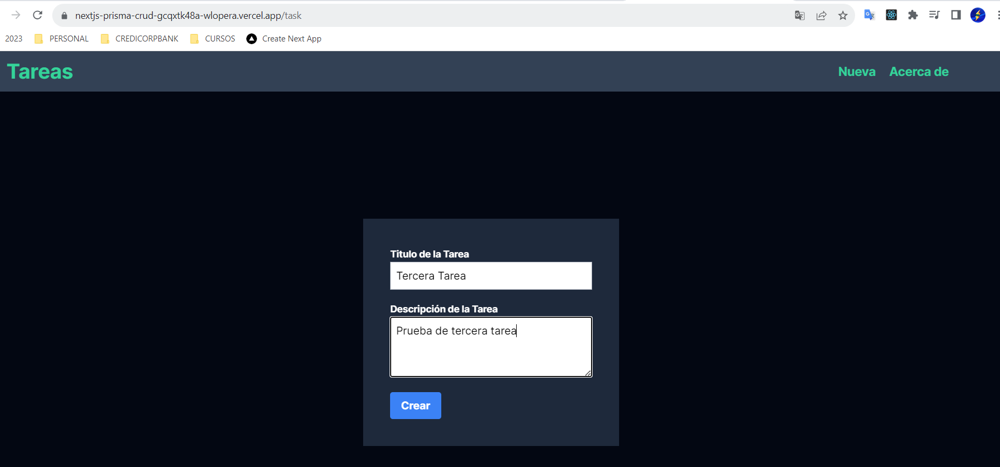 nextjs-prisma-crud-gcqxtk48a-wlopera.vercel.app/task
2023 PERSONAL CREDICORPBANK CURSOS Create Next App
Tareas Nueva Acerca de
Titulo de la Tarea
Tercera Tarea
Descripción de la Tarea
Prueba de tercera tarea
Crear